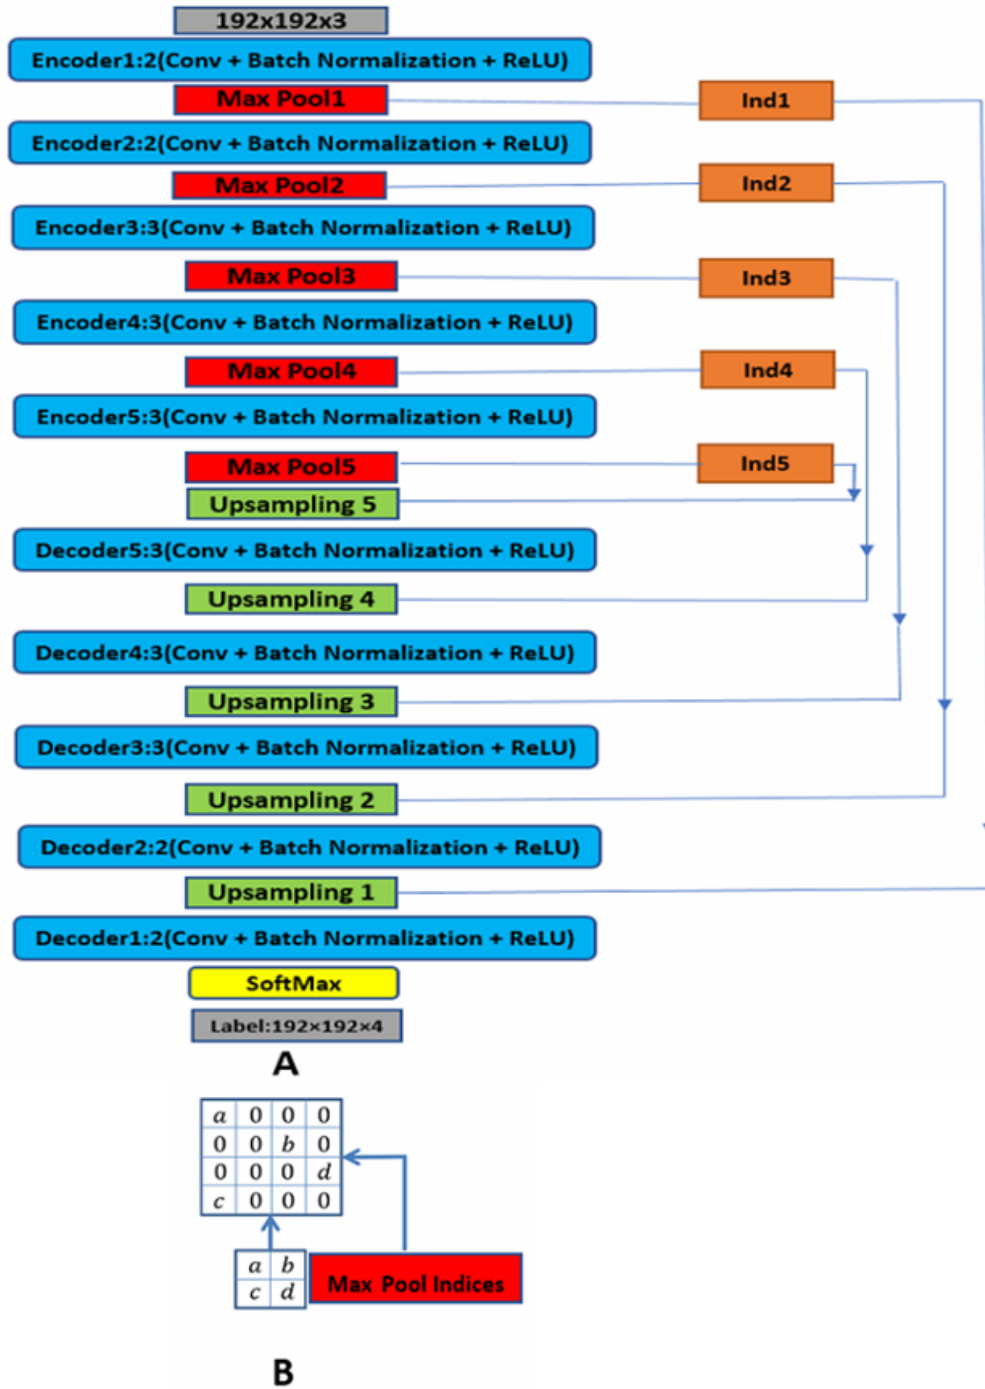 192x192x3
Encoder1:2(Conv + Batch Normalization + ReLU)
Max Pool1
Ind1
Encoder2:2(Conv + Batch Normalization + ReLU)
Max Pool2
Ind2
Encoder3:3(Conv + Batch Normalization + ReLU)
Max Pool3
Ind3
Encoder4:3(Conv + Batch Normalization + ReLU)
Max Pool4
Ind4
Encoder5:3(Conv + Batch Normalization + ReLU)
Max Pool5
Ind5
Upsampling 5
Decoder5:3(Conv + Batch Normalization + ReLU)
Upsampling 4
Decoder4:3(Conv + Batch Normalization + ReLU)
Upsampling 3
Decoder3:3(Conv + Batch Normalization + ReLU)
Upsampling 2
Decoder2:2(Conv + Batch Normalization + ReLU)
Upsampling 1
Decoder1:2(Conv + Batch Normalization + ReLU)
SoftMax
Label:192×192×4
A
a 0 0 0
0 0 b 0
0 0 0 d
c 0 0 0
a b
c d
Max Pool Indices
B